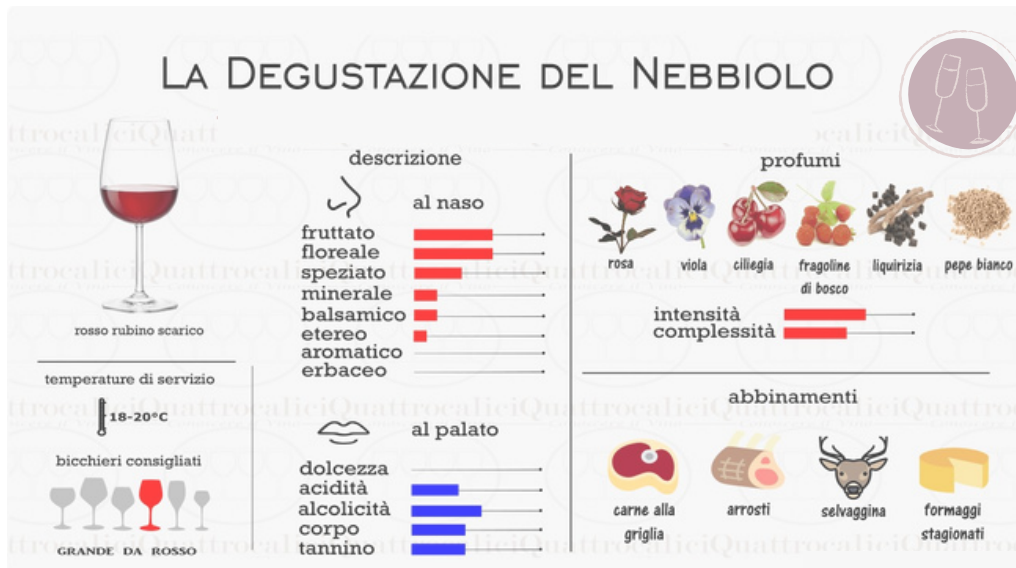 LA DEGUSTAZIONE DEL NEBBIOLO
rosso rubino scarico
temperature di servizio
18-20°C
bicchieri consigliati
GRANDE DA ROSSO
descrizione
al naso
fruttato
floreale
speziato
minerale
balsamico
etereo
aromatico
erbaceo
al palato
dolcezza
acidità
alcolicità
corpo
tannino
profumi
rosa
viola
ciliegia
fragoline
di bosco
liquirizia
pepe bianco
intensità
complessità
abbinamenti
carne alla
griglia
arrosti
selvaggina
formaggi
stagionati